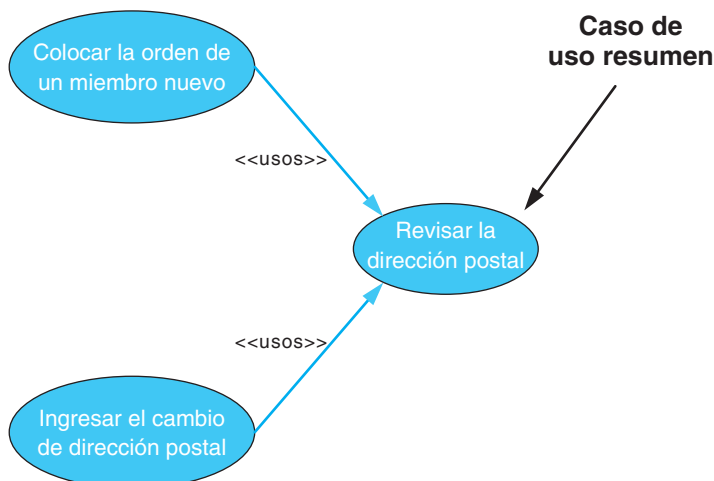 Colocar la orden de
un miembro nuevo
Caso de
uso resumen
<<usos>>
Revisar la
dirección postal
<<usos>>
Ingresar el cambio
de dirección postal